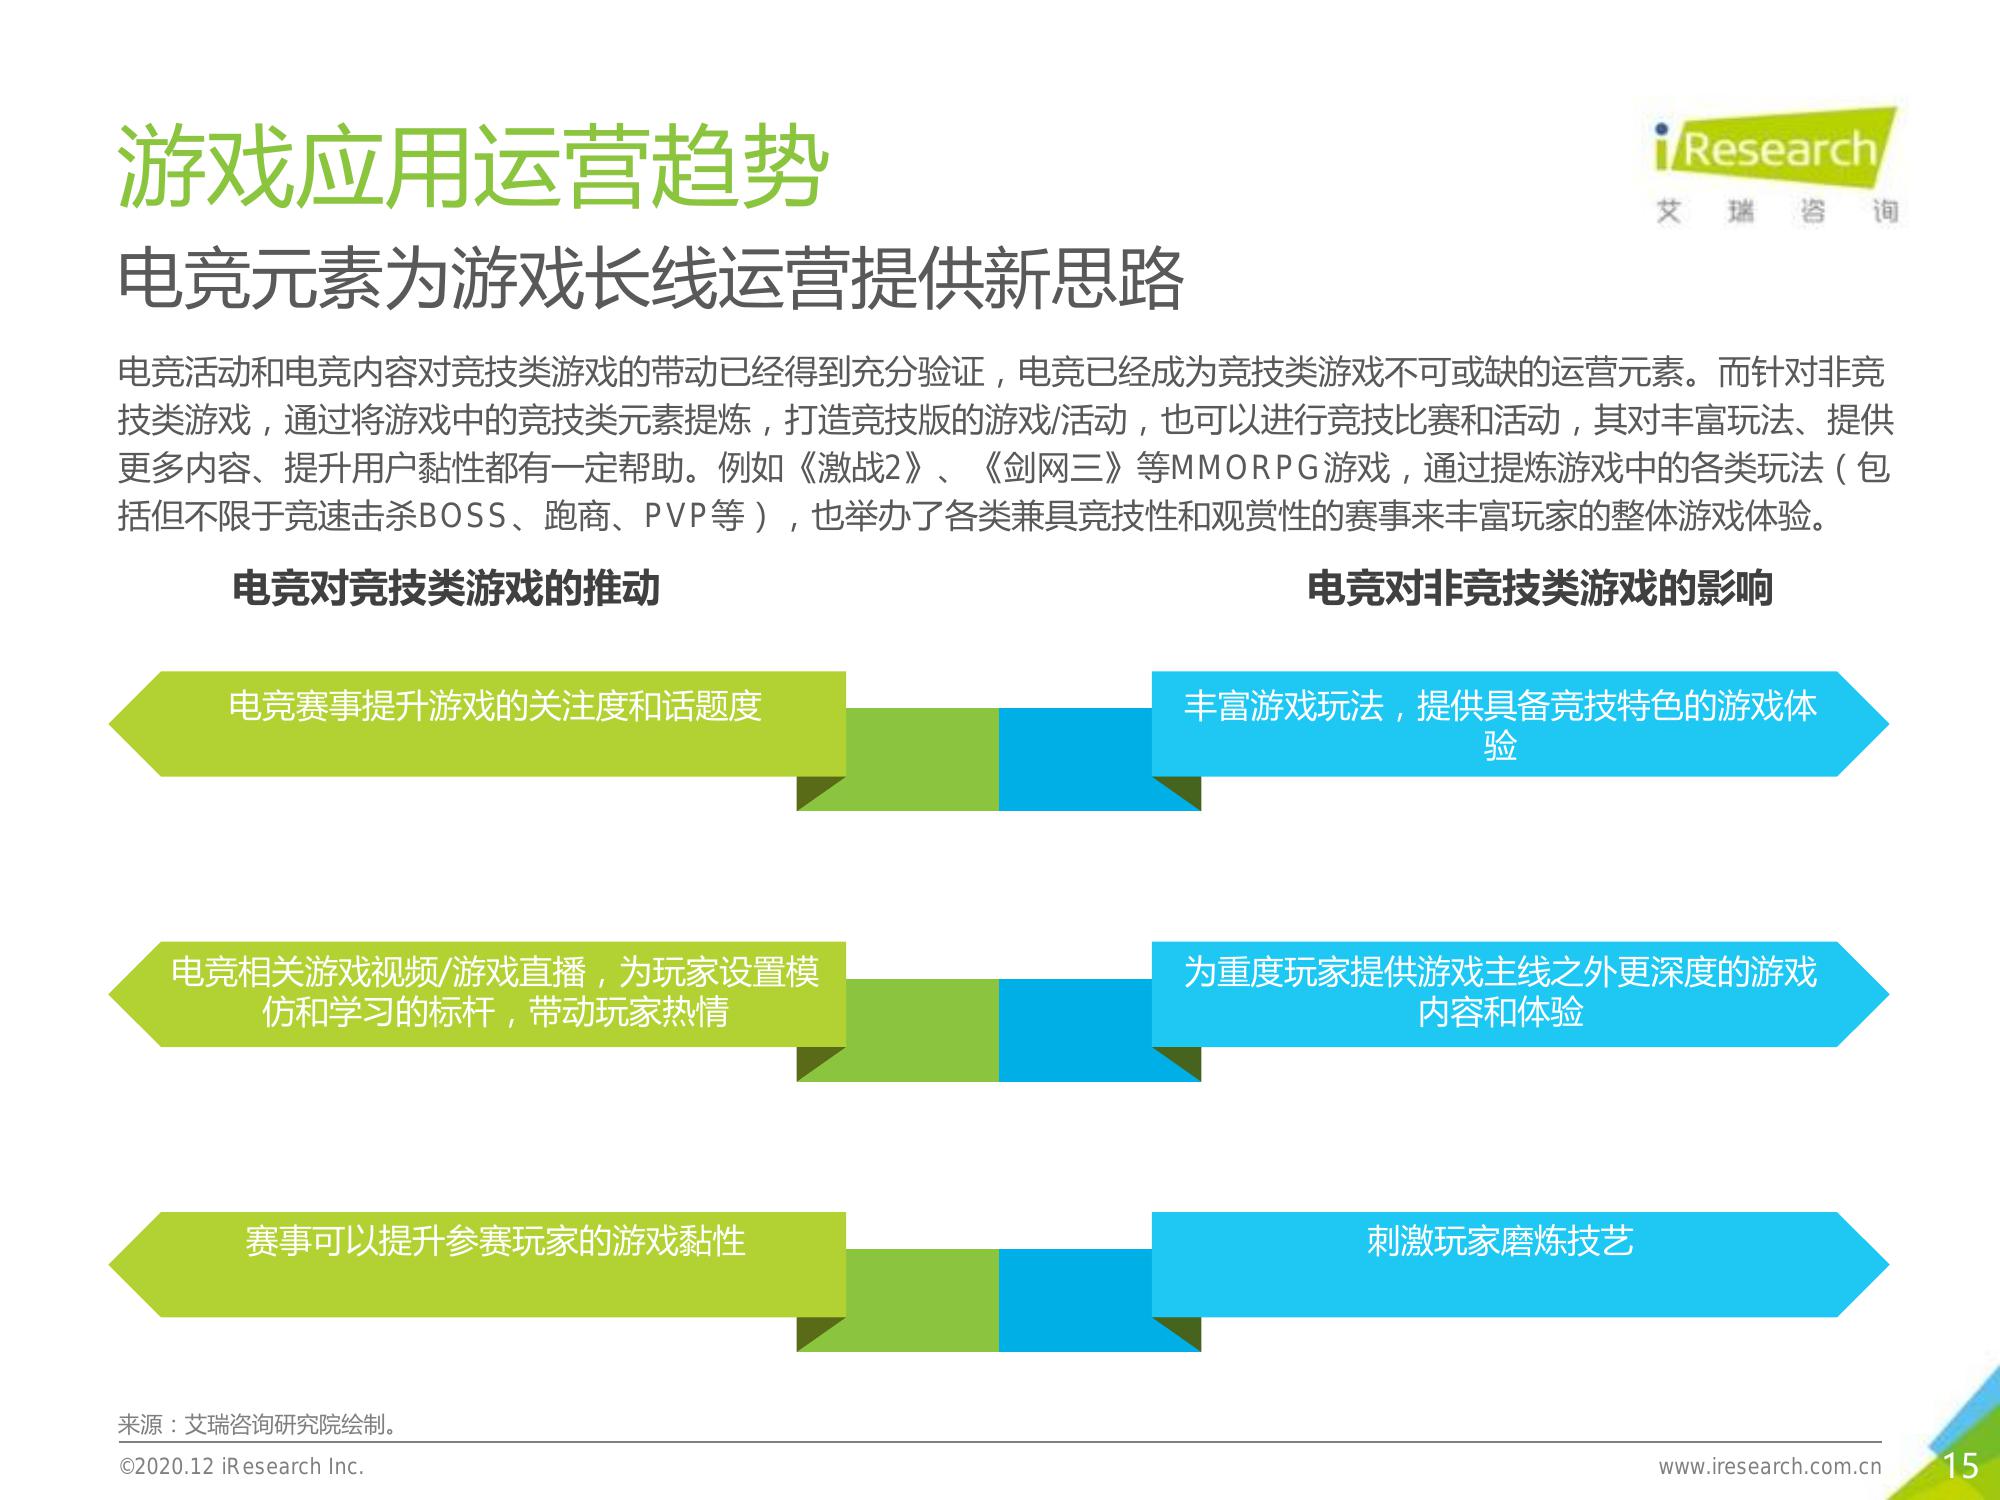 游戏应用运营趋势
iResearch
艾 瑞 咨 询
电竞元素为游戏长线运营提供新思路
电竞活动和电竞内容对竞技类游戏的带动已经得到充分验证，电竞已经成为竞技类游戏不可或缺的运营元素。而针对非竞
技类游戏，通过将游戏中的竞技类元素提炼，打造竞技版的游戏/活动，也可以进行竞技比赛和活动，其对丰富玩法、提供
更多内容、提升用户黏性都有一定帮助。例如《激战2》、《剑网三》等MMORPG游戏，通过提炼游戏中的各类玩法（包
括但不限于竞速击杀BOSS、跑商、PVP等），也举办了各类兼具竞技性和观赏性的赛事来丰富玩家的整体游戏体验。
电竞对竞技类游戏的推动
电竞对非竞技类游戏的影响
电竞赛事提升游戏的关注度和话题度
丰富游戏玩法，提供具备竞技特色的游戏体
验
电竞相关游戏视频/游戏直播，为玩家设置模
仿和学习的标杆，带动玩家热情
为重度玩家提供游戏主线之外更深度的游戏
内容和体验
赛事可以提升参赛玩家的游戏黏性
刺激玩家磨炼技艺
来源：艾瑞咨询研究院绘制。
©2020.12 iResearch Inc.
www.iresearch.com.cn
15